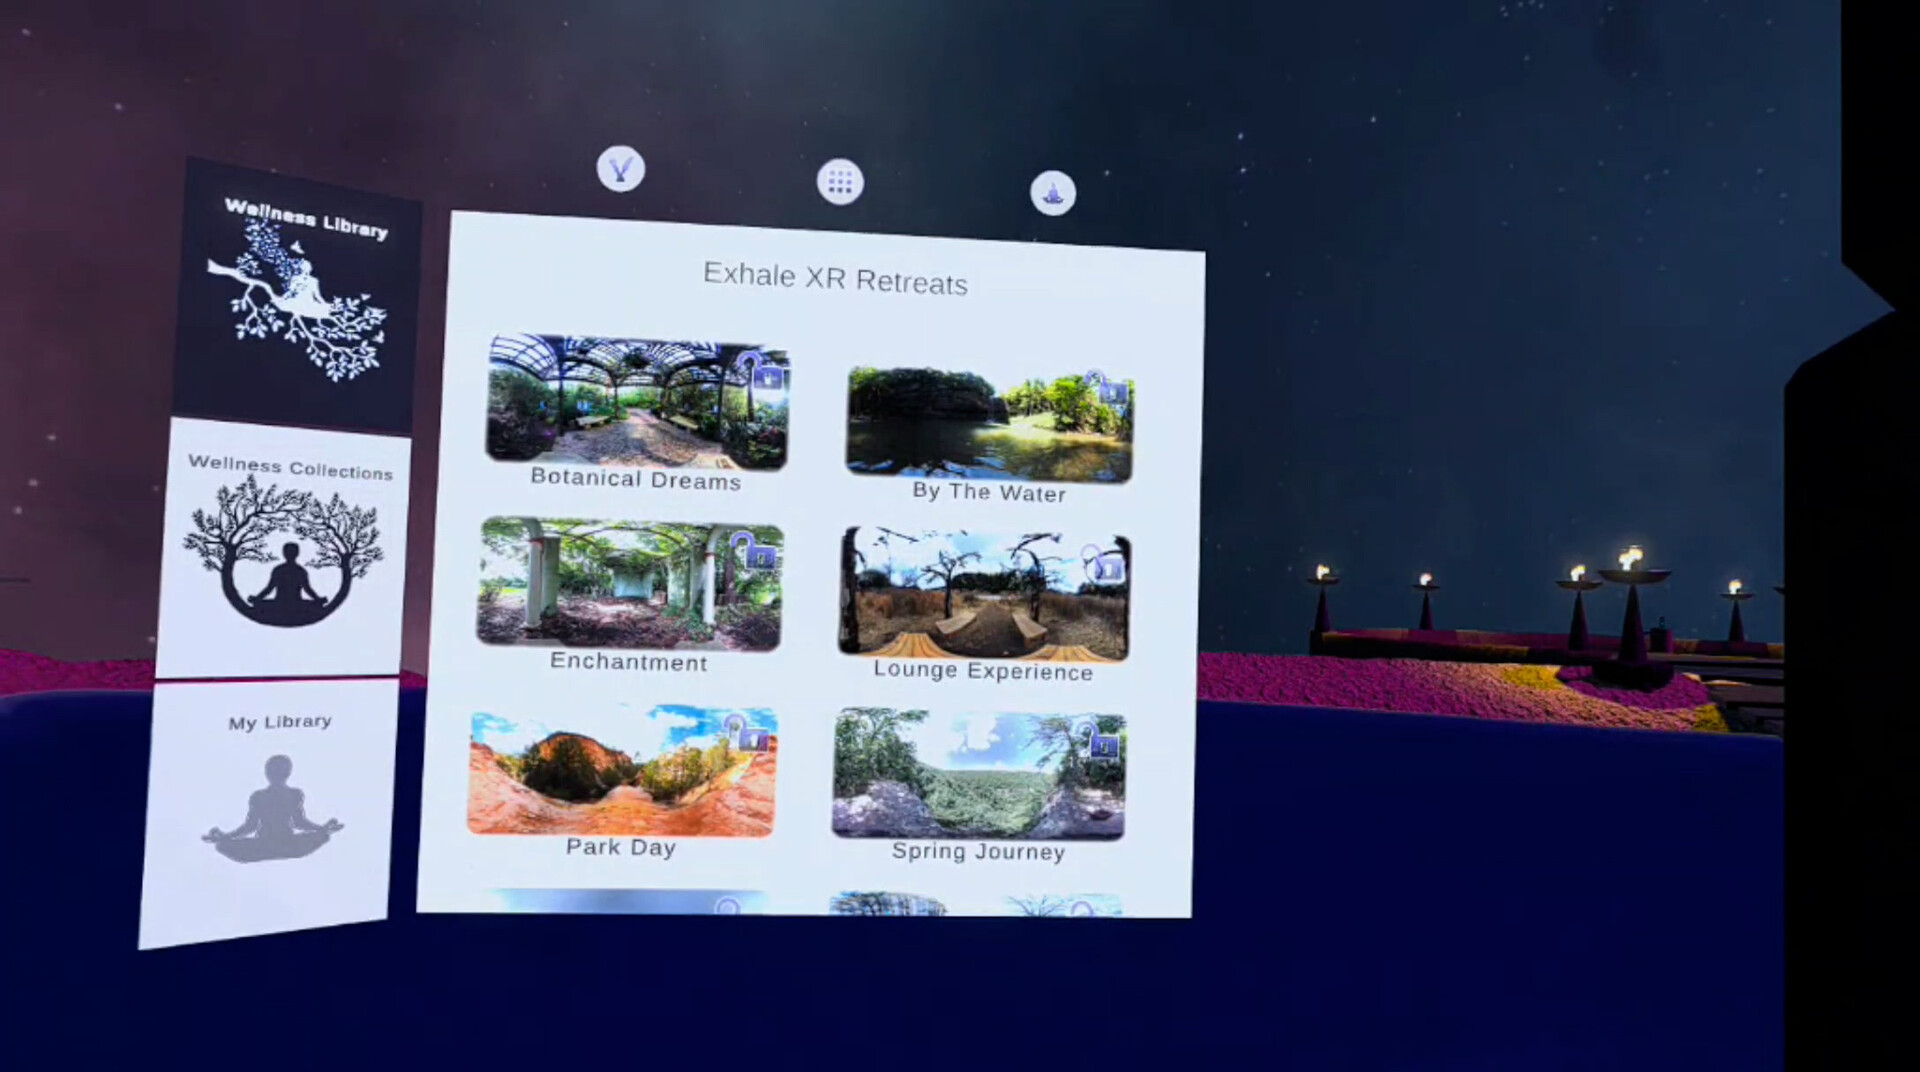 Wellness Library
Wellness Collections
My Library
Exhale XR Retreats
Botanical Dreams
By The Water
Enchantment
Lounge Experience
Park Day
Spring Journey